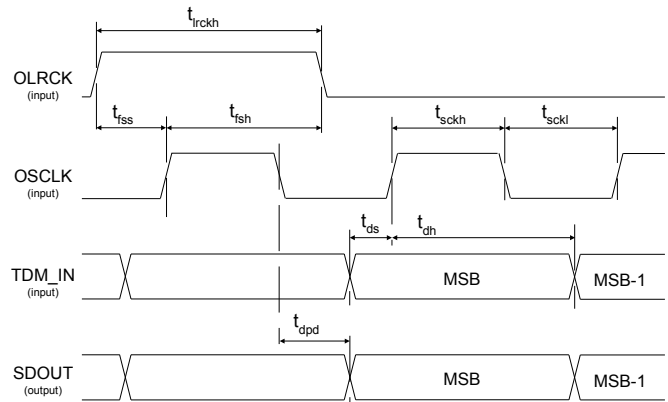 tlrckh
OLRCK
(input)
tfss
tfsh
tsckh
tsckl
OSCLK
(input)
tds
tdh
TDM_IN
(input)
MSB
MSB-1
tdpd
SDOUT
(output)
MSB
MSB-1